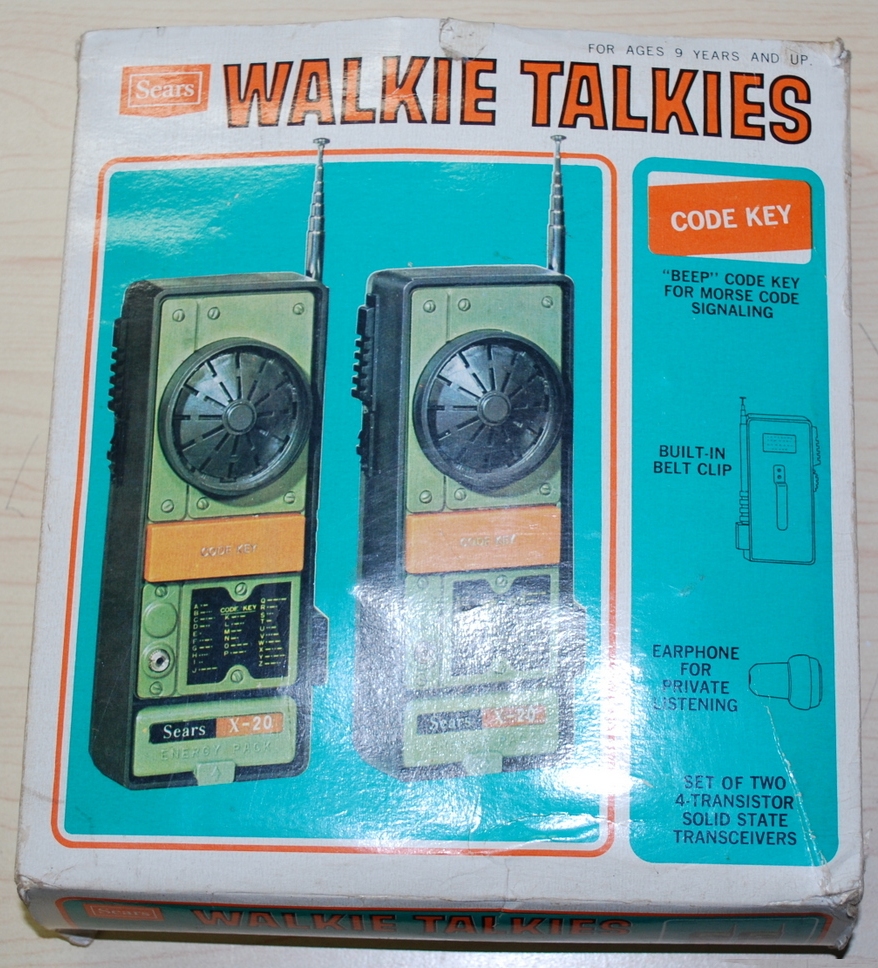 FOR AGES 9 YEARS AND UP.
Sears
WALKIE TALKIES
CODE KEY
"BEEP" CODE KEY
FOR MORSE CODE
SIGNALING
BUILT-IN
BELT CLIP
EARPHONE
FOR
PRIVATE
LISTENING
SET OF TWO
4-TRANSISTOR
SOLID STATE
TRANSCEIVERS
CODE KEY
CODE KEY
A
B
C
D
E
F
G
H
I
J
K
L
M
N
O
P
Q
R
S
T
U
V
W
X
Y
Z
Sears X-20
ENERGY PACK
CODE KEY
Sears X-20
Sears
WALKIE TALKIES